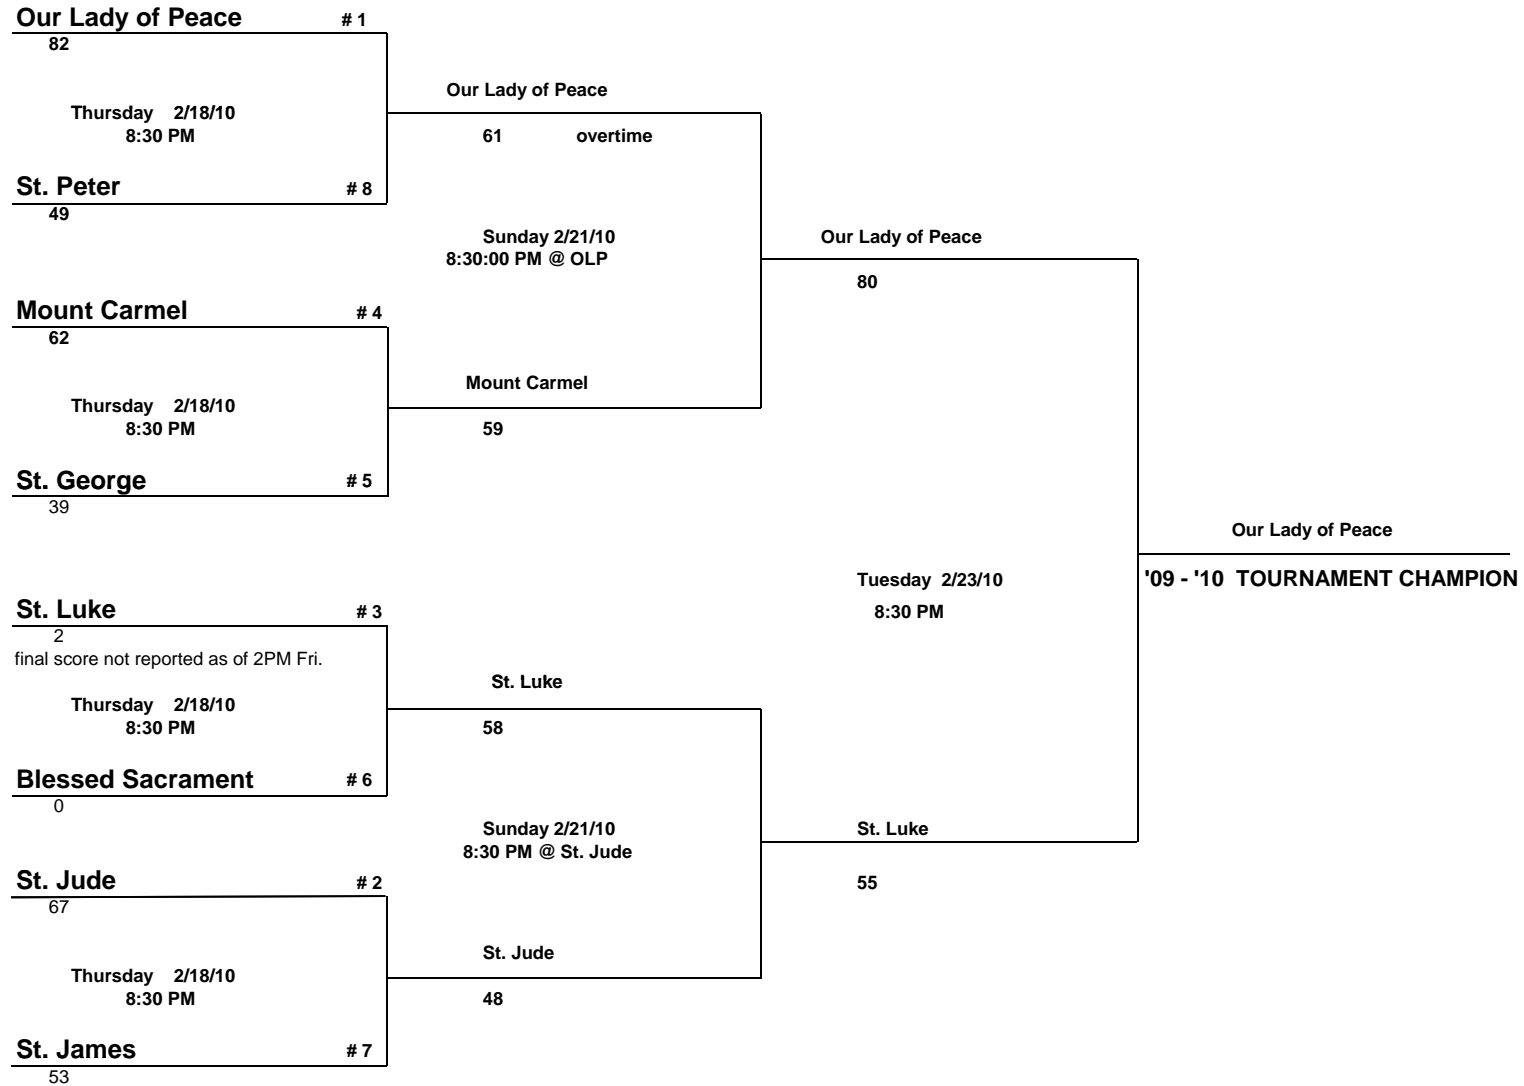 Our Lady of Peace # 1
82
Thursday 2/18/10
8:30 PM
St. Peter # 8
49
Mount Carmel # 4
62
Thursday 2/18/10
8:30 PM
St. George # 5
39
St. Luke # 3
2
final score not reported as of 2PM Fri.
Thursday 2/18/10
8:30 PM
Blessed Sacrament # 6
0
St. Jude # 2
67
Thursday 2/18/10
8:30 PM
St. James # 7
53
Our Lady of Peace
61 overtime
Sunday 2/21/10
8:30:00 PM @ OLP
Mount Carmel
59
St. Luke
58
Sunday 2/21/10
8:30 PM @ St. Jude
St. Jude
48
Our Lady of Peace
80
Tuesday 2/23/10
8:30 PM
St. Luke
55
Our Lady of Peace
'09 - '10 TOURNAMENT CHAMPION